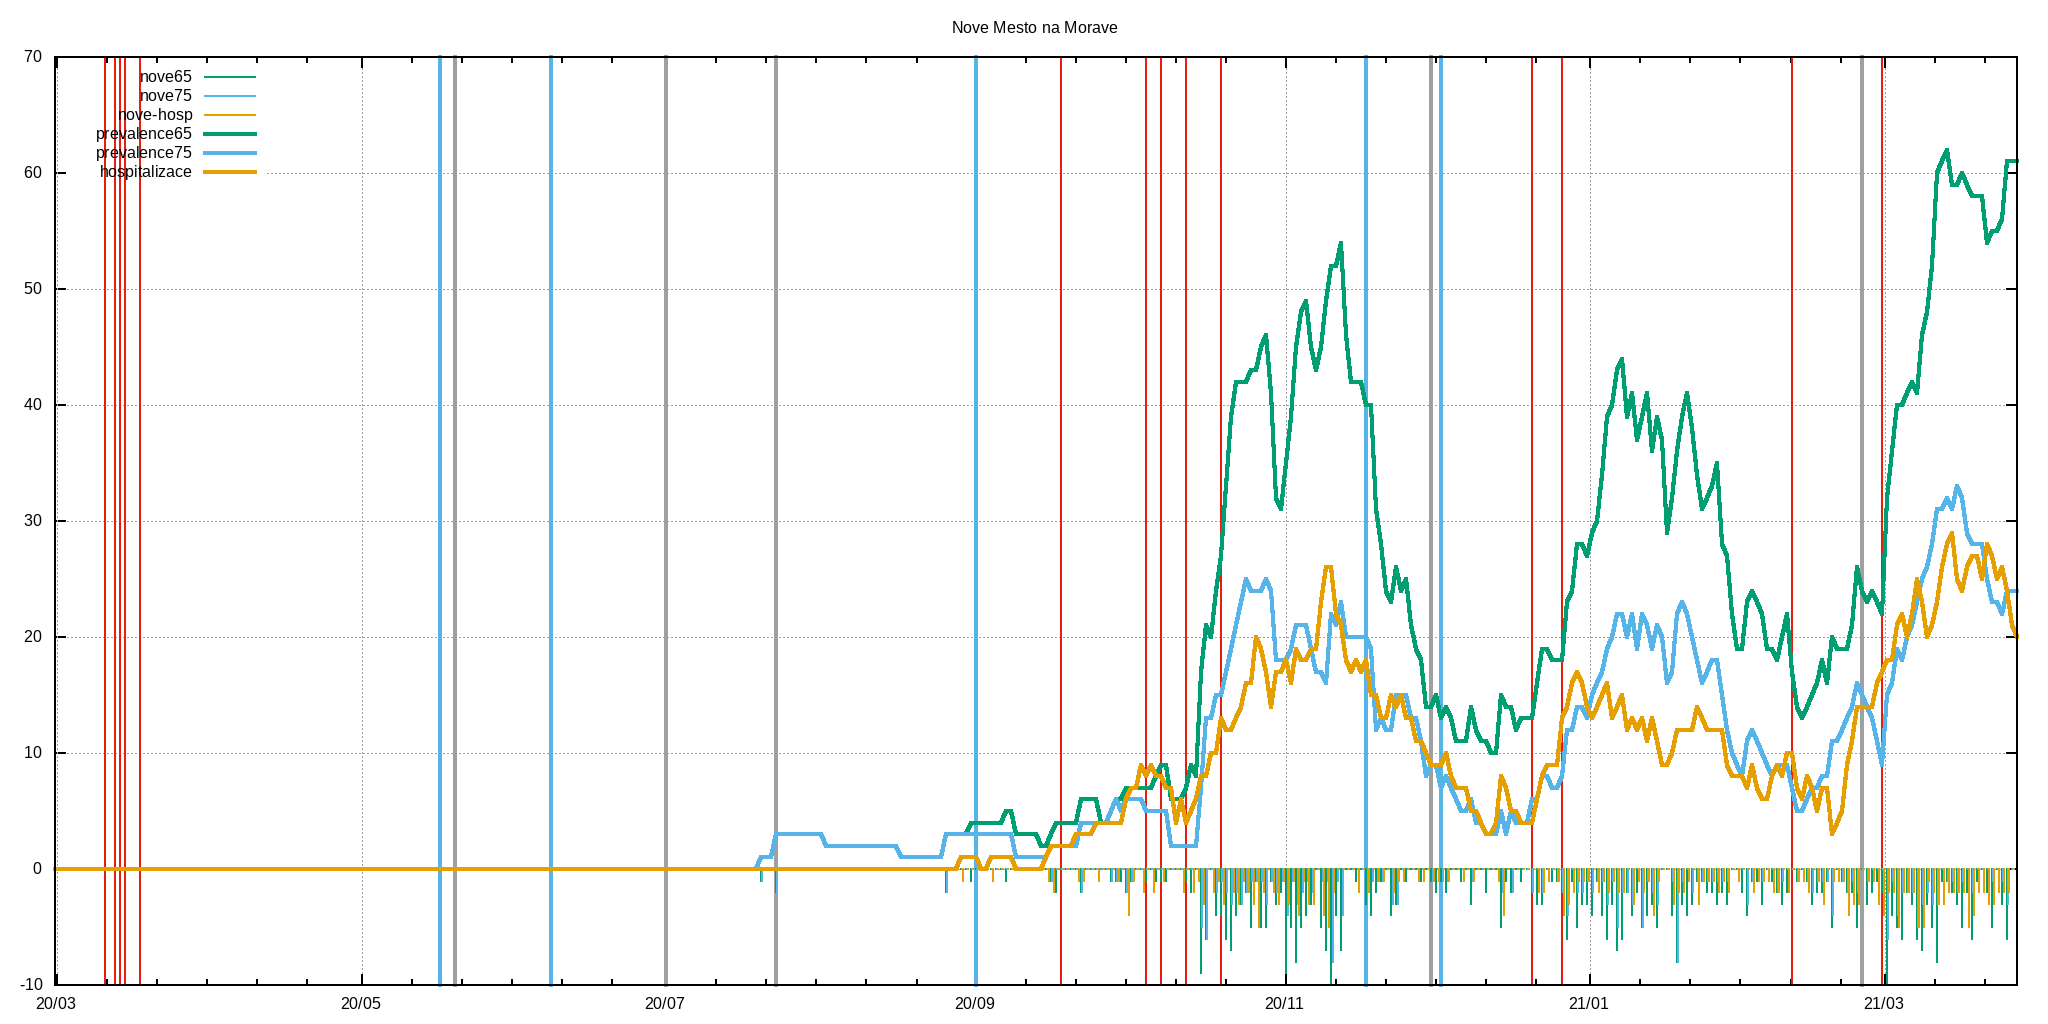 Nove Mesto na Morave
70
nove65
nove75
nove-hosp
prevalence65
prevalence75
hospitalizace
60
50
40
30
20
10
0
-10
20/03 20/05 20/07 20/09 20/11 21/01 21/03